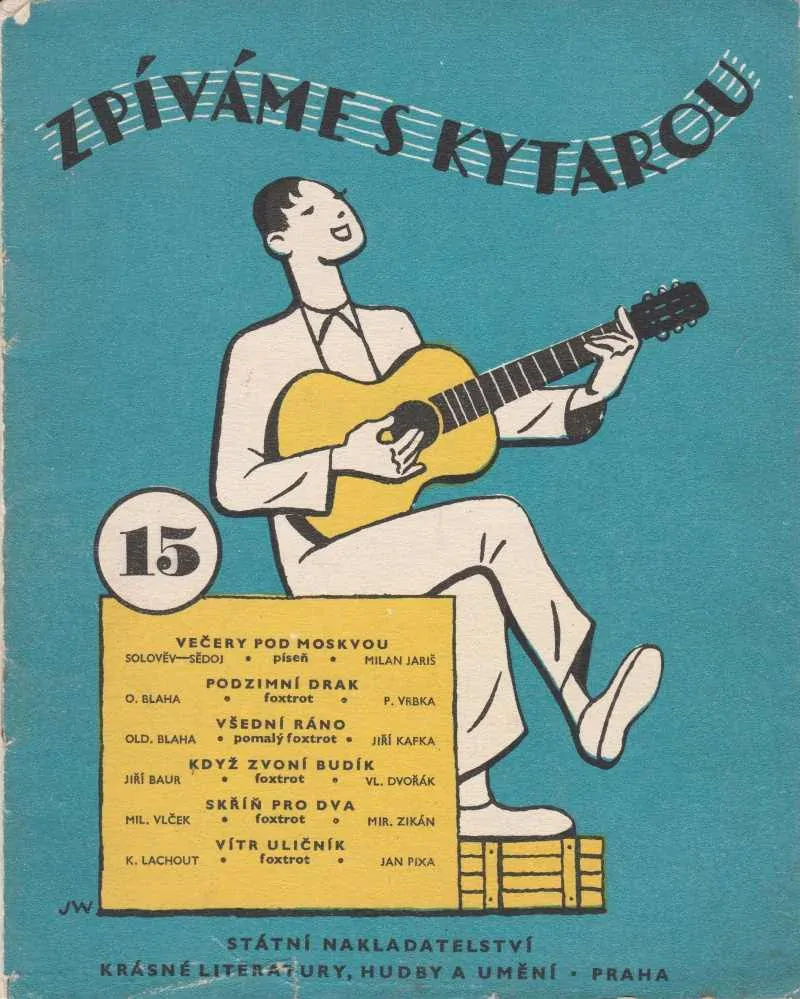 ZPÍVÁME S KYTAROU
15
VEČERY POD MOSKVOU
SOLOVĚV—SĚDOJ • píseň • MILAN JARIŠ
PODZIMNÍ DRAK
O. BLAHA • foxtrot • P. VRBKA
VŠEDNÍ RÁNO
OLD. BLAHA • pomalý foxtrot • JIŘÍ KAFKA
KDYŽ ZVONÍ BUDÍK
JIŘÍ BAUR • foxtrot • VL. DVOŘÁK
SKŘÍŇ PRO DVA
MIL. VLČEK • foxtrot • MIR. ZIKÁN
VÍTR ULIČNÍK
K. LACHOUT • foxtrot • JAN PIXA
JW
STÁTNÍ NAKLADATELSTVÍ
KRÁSNÉ LITERATURY, HUDBY A UMĚNÍ • PRAHA